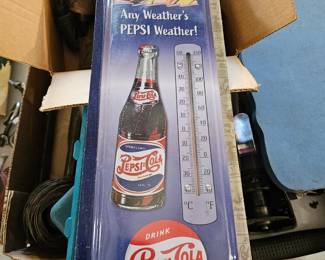 Any Weather's
PEPSI Weather!
Pepsi-Cola
PEPSI-COLA
°C °F
DRINK
Pepsi-Cola